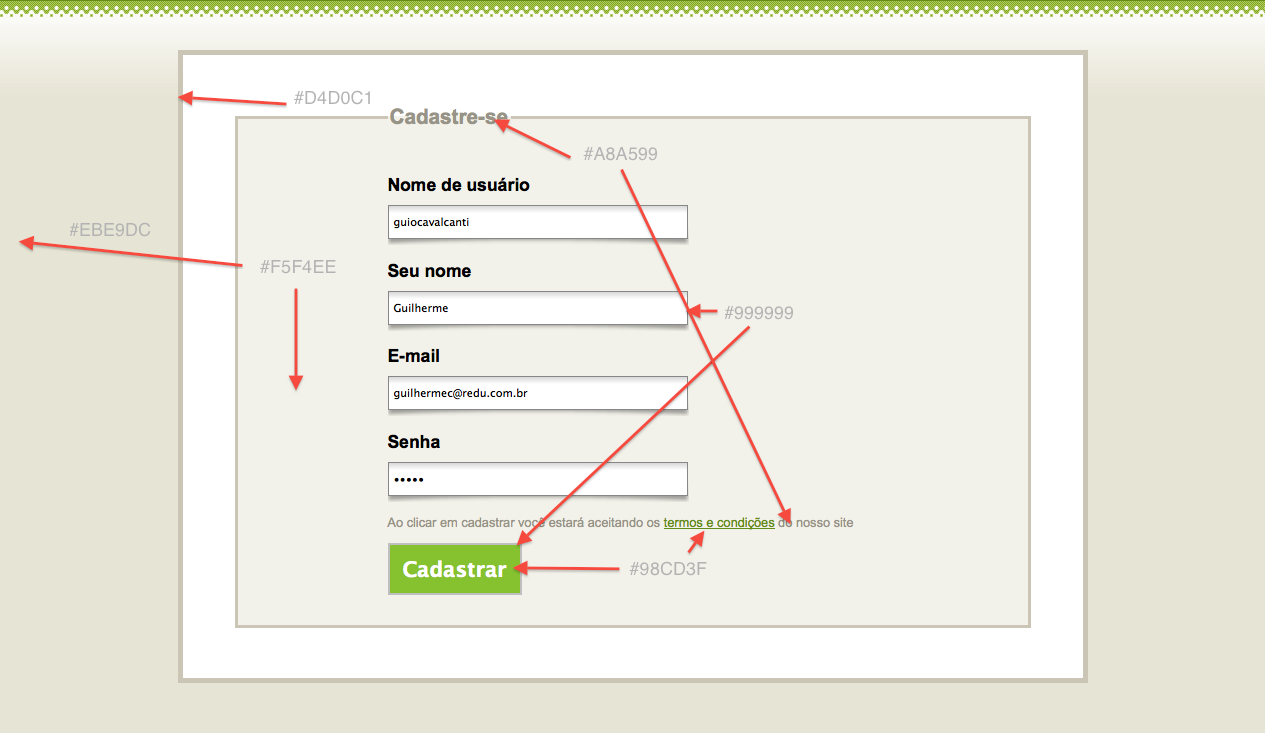 #D4D0C1
Cadastre-se
#A8A599
Nome de usuário
guiocavalcanti
#EBE9DC
#F5F4EE
Seu nome
Guilherme
#999999
E-mail
guilhermec@redu.com.br
Senha
•••••
Ao clicar em cadastrar você estará aceitando os termos e condições do nosso site
Cadastrar
#98CD3F